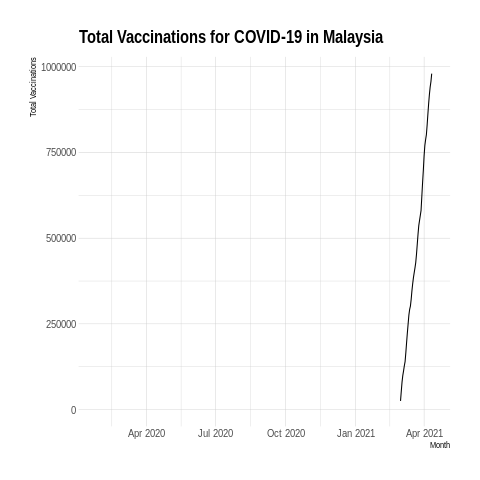 Total Vaccinations for COVID-19 in Malaysia
Total Vaccinations
1000000
750000
500000
250000
0
Apr 2020 Jul 2020 Oct 2020 Jan 2021 Apr 2021
Month